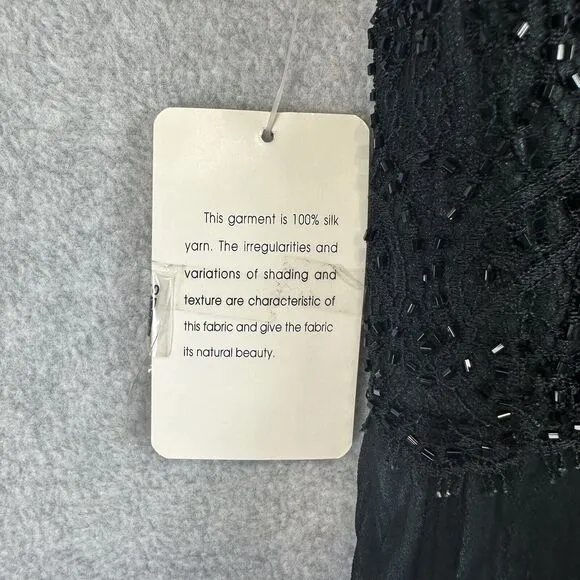 This garment is 100% silk
yarn. The irregularities and
variations of shading and
texture are characteristic of
this fabric and give the fabric
its natural beauty.